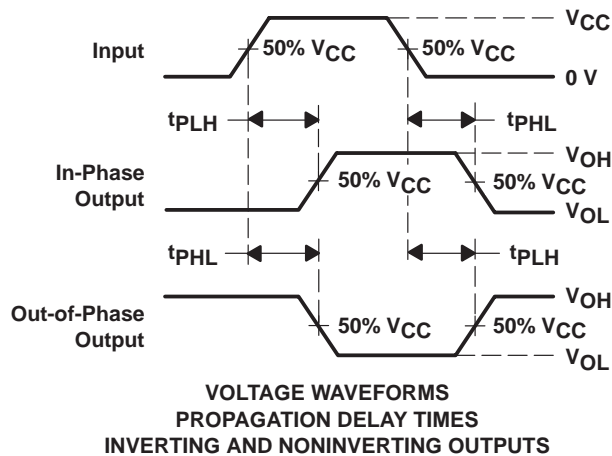 VCC
Input
50% VCC
50% VCC
0 V
tPLH
tPHL
VOH
In-Phase
Output
50% VCC
50% VCC
VOL
tPHL
tPLH
VOH
Out-of-Phase
Output
50% VCC
50% VCC
VOL
VOLTAGE WAVEFORMS
PROPAGATION DELAY TIMES
INVERTING AND NONINVERTING OUTPUTS